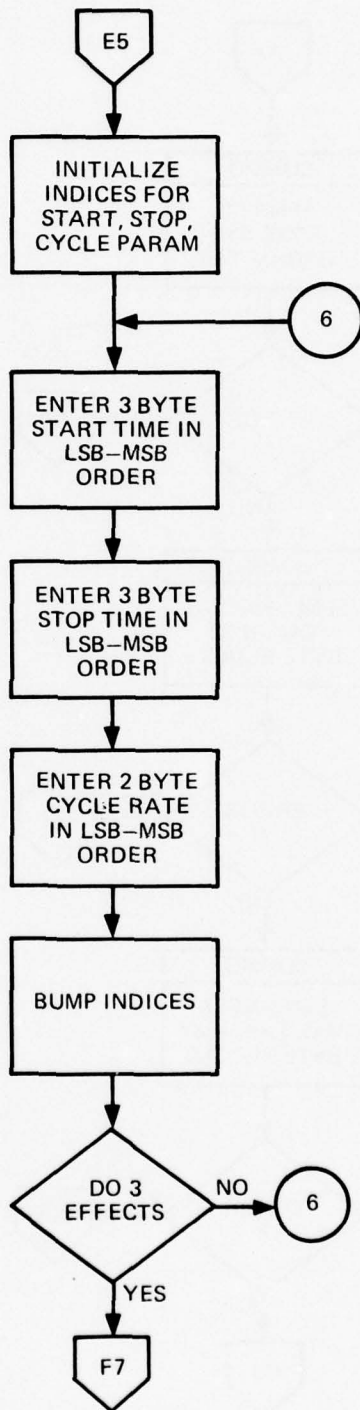 E5
INITIALIZE
INDICES FOR
START, STOP,
CYCLE PARAM
6
ENTER 3 BYTE
START TIME IN
LSB–MSB
ORDER
ENTER 3 BYTE
STOP TIME IN
LSB–MSB
ORDER
ENTER 2 BYTE
CYCLE RATE
IN LSB–MSB
ORDER
BUMP INDICES
DO 3
EFFECTS
NO
6
YES
F7